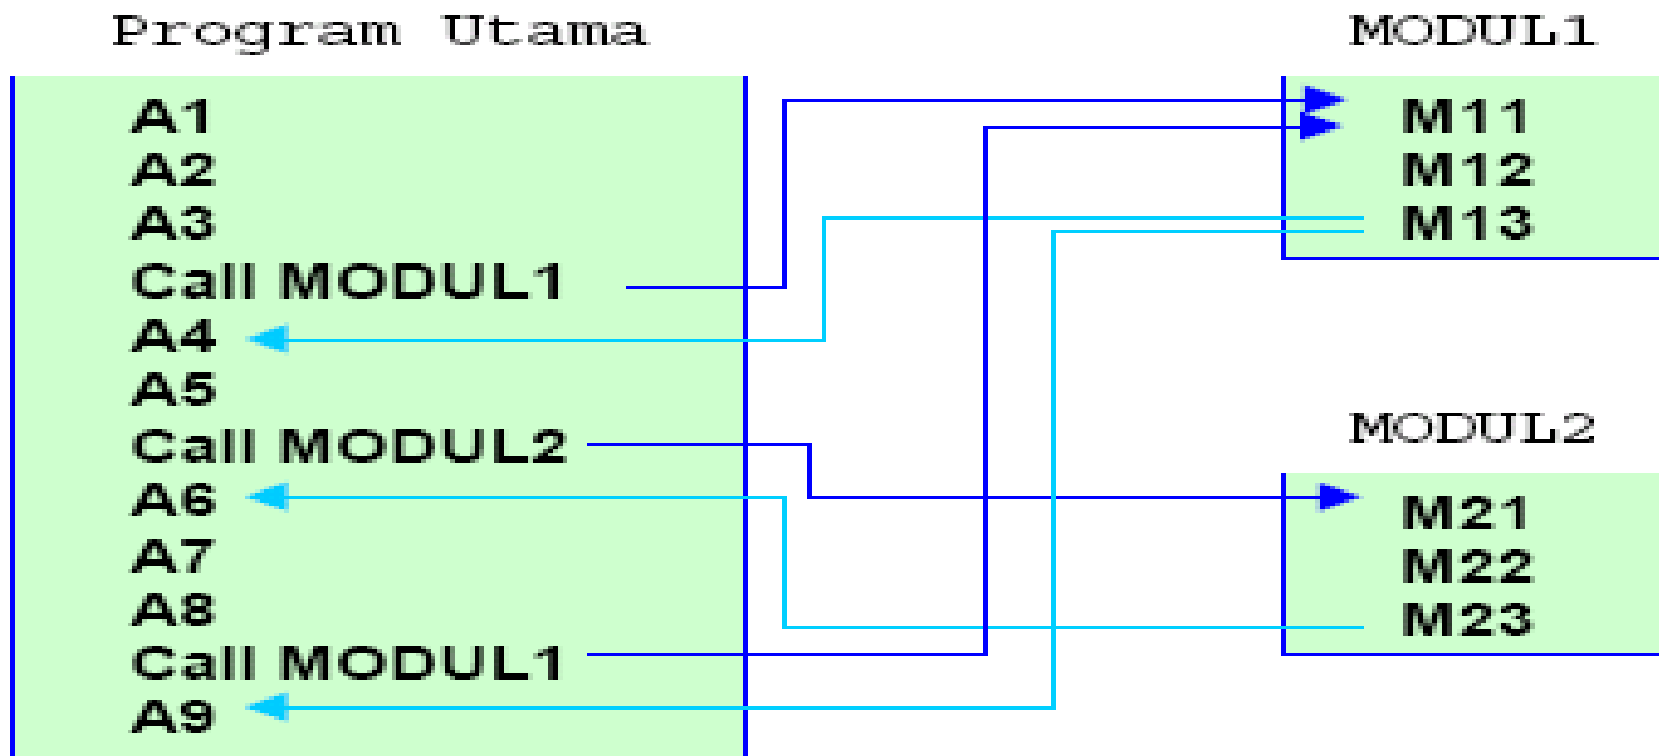 Program Utama
A1
A2
A3
Call MODUL1
A4
A5
Call MODUL2
A6
A7
A8
Call MODUL1
A9
MODUL1
M11
M12
M13
MODUL2
M21
M22
M23